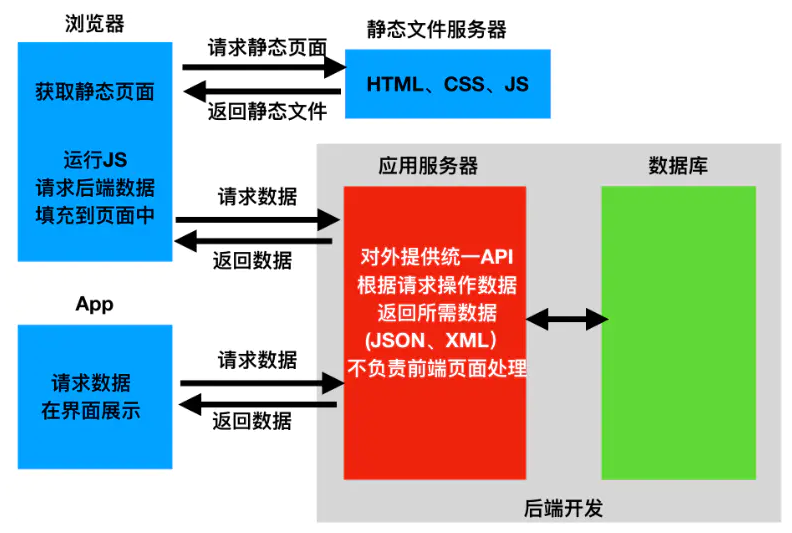 浏览器
获取静态页面
运行JS
请求后端数据
填充到页面中
请求静态页面
返回静态文件
静态文件服务器
HTML、CSS、JS
请求数据
返回数据
应用服务器
对外提供统一API
根据请求操作数据
返回所需数据
(JSON、XML）
不负责前端页面处理
数据库
App
请求数据
在界面展示
请求数据
返回数据
后端开发